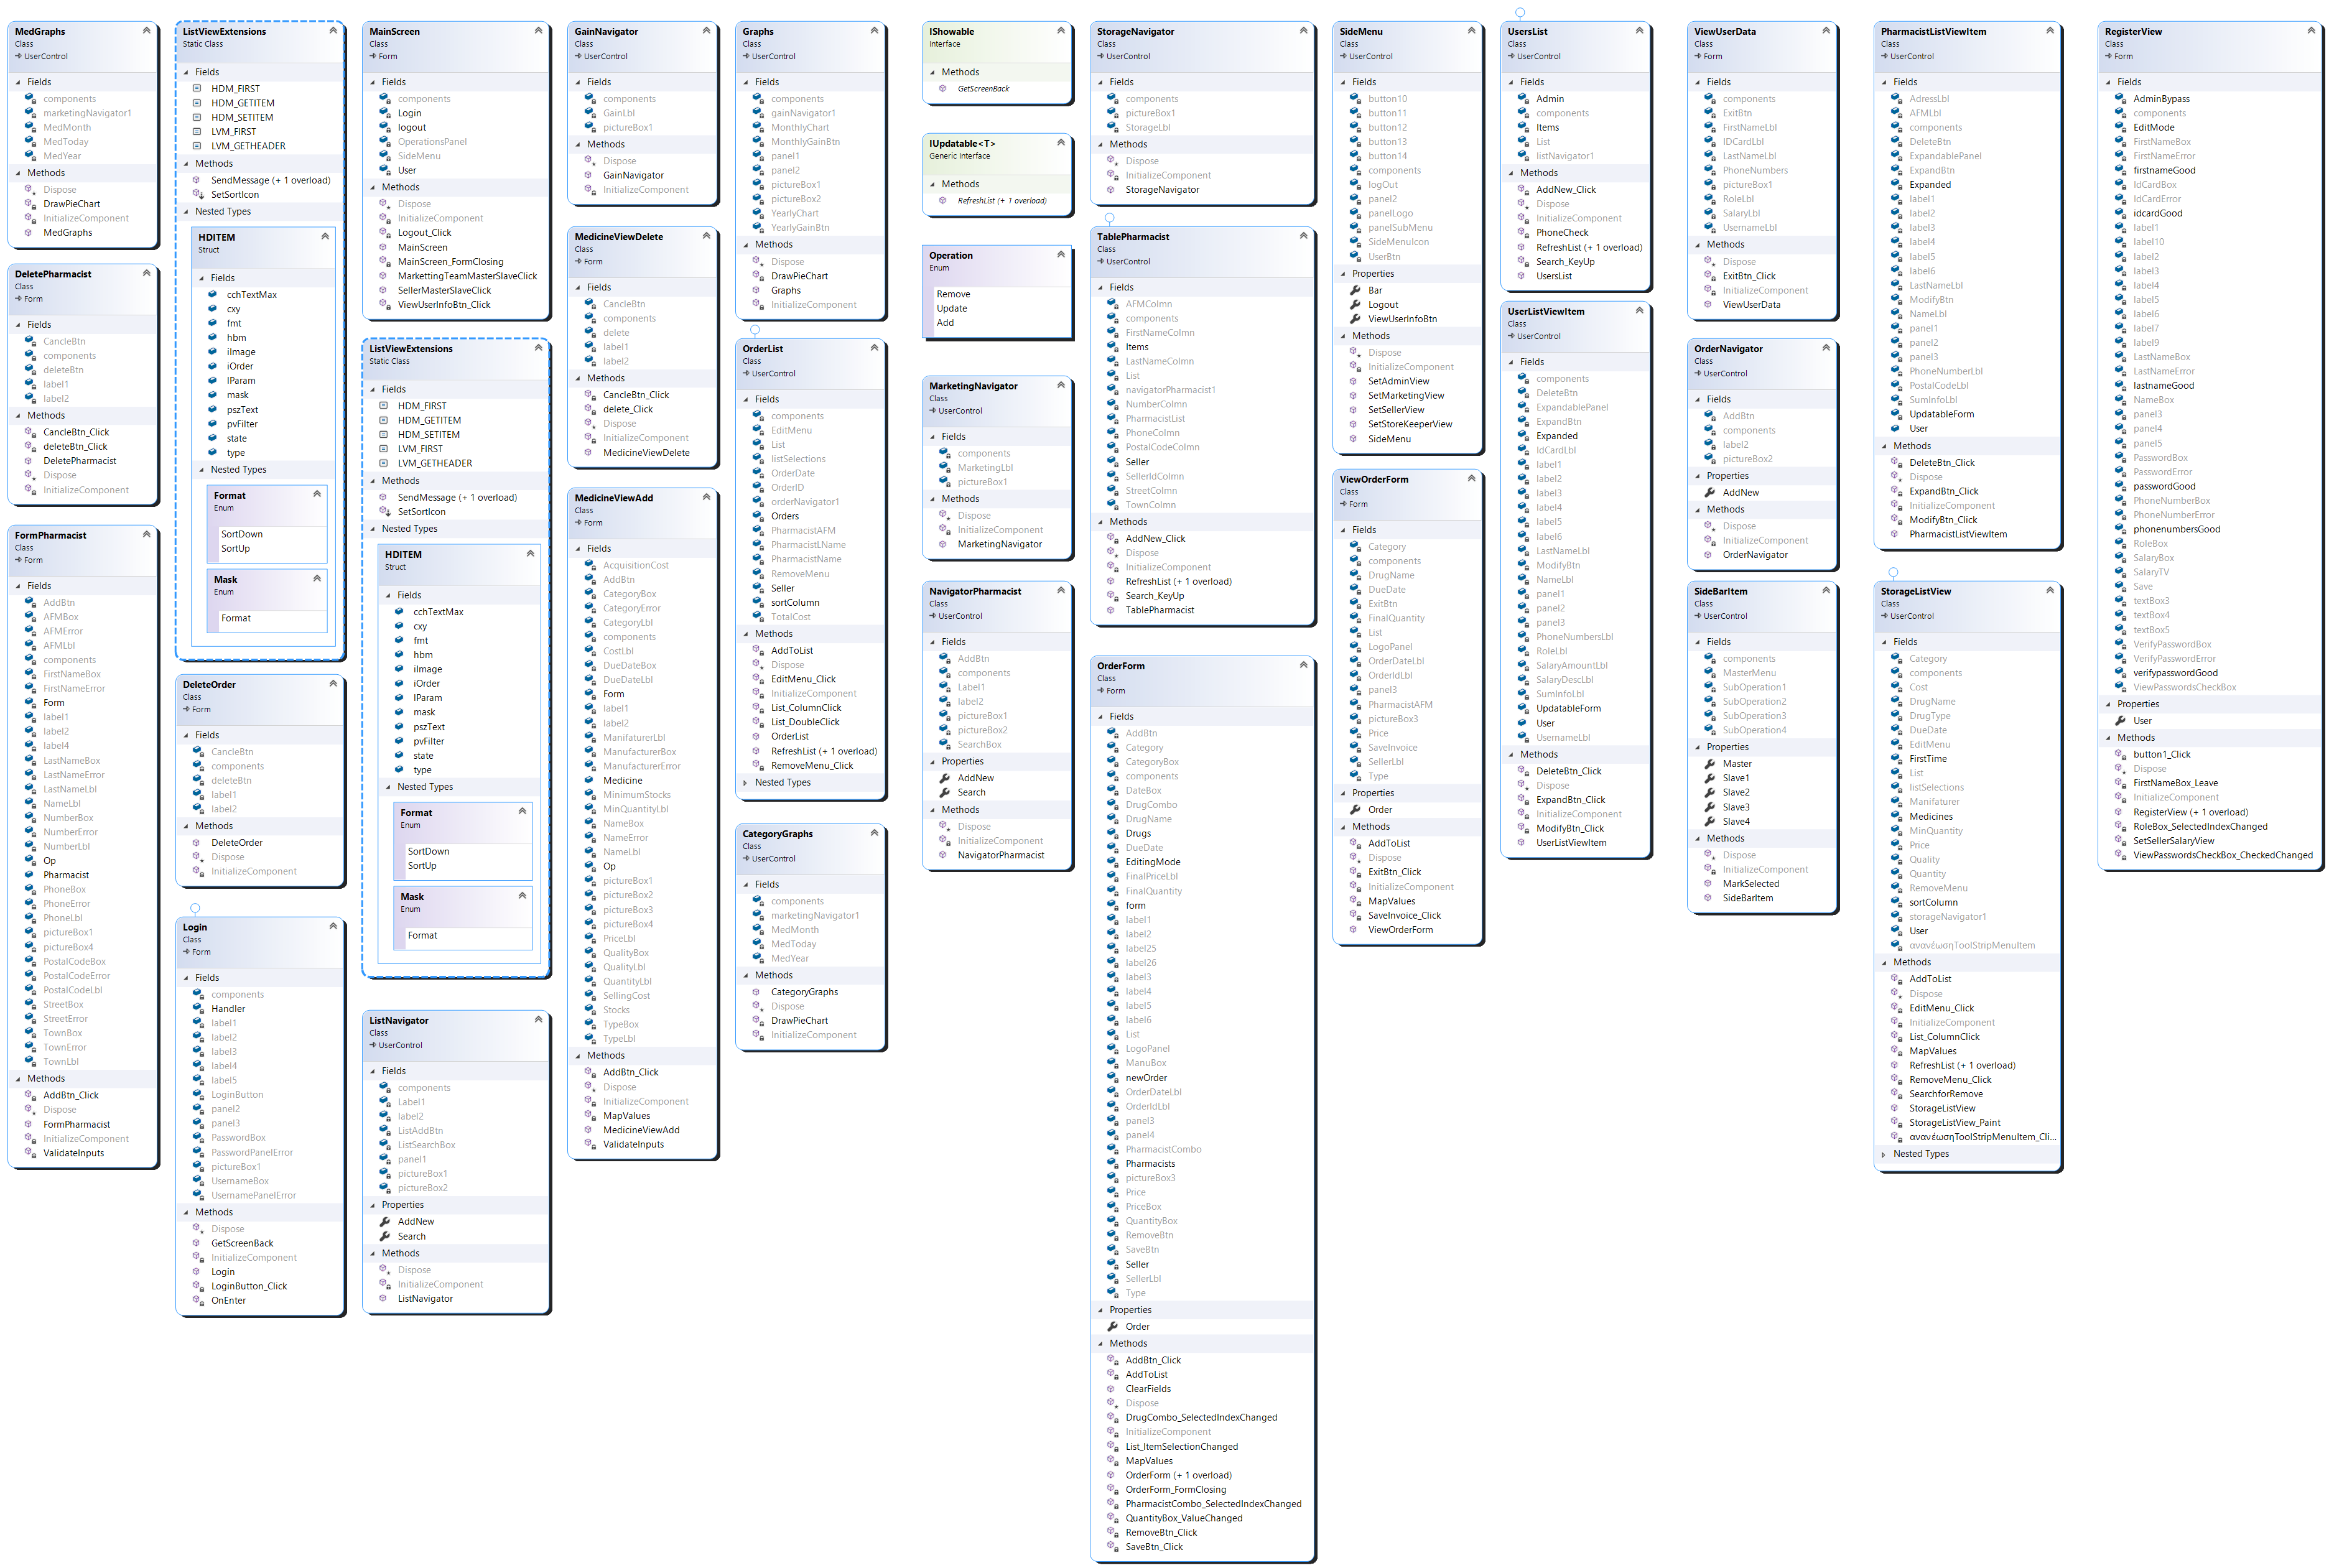 MedGraphs
Class
UserControl
Fields
components
marketingNavigator1
MedMonth
MedToday
MedYear
Methods
Dispose
DrawPieChart
InitializeComponent
MedGraphs
DeletePharmacist
Class
Form
Fields
CancleBtn
components
deleteBtn
label1
label2
Methods
CancleBtn_Click
deleteBtn_Click
DeletePharmacist
Dispose
InitializeComponent
FormPharmacist
Class
Form
Fields
AddBtn
AFMBox
AFMError
AFMLbl
components
FirstNameBox
FirstNameError
Form
label1
label2
label4
LastNameBox
LastNameError
LastNameLbl
NameLbl
NumberBox
NumberError
NumberLbl
Op
Pharmacist
PhoneBox
PhoneError
PhoneLbl
pictureBox1
pictureBox4
PostalCodeBox
PostalCodeError
PostalCodeLbl
StreetBox
StreetError
TownBox
TownError
TownLbl
Methods
AddBtn_Click
Dispose
FormPharmacist
InitializeComponent
ValidateInputs
ListViewExtensions
Static Class
Fields
HDM_FIRST
HDM_GETITEM
HDM_SETITEM
LVM_FIRST
LVM_GETHEADER
Methods
SendMessage (+ 1 overload)
SetSortIcon
Nested Types
HDITEM
Struct
Fields
cchTextMax
cxy
fmt
hbm
iImage
iOrder
lParam
mask
pszText
pvFilter
state
type
Nested Types
Format
Enum
SortDown
SortUp
Mask
Enum
Format
DeleteOrder
Class
Form
Fields
CancleBtn
components
deleteBtn
label1
label2
Methods
DeleteOrder
Dispose
InitializeComponent
Login
Class
Form
Fields
components
Handler
label1
label2
label3
label4
label5
LoginButton
panel2
panel3
PasswordBox
PasswordPanelError
pictureBox1
UsernameBox
UsernamePanelError
Methods
Dispose
GetScreenBack
InitializeComponent
Login
LoginButton_Click
OnEnter
MainScreen
Class
Form
Fields
components
Login
logout
OperationsPanel
SideMenu
User
Methods
Dispose
InitializeComponent
Logout_Click
MainScreen
MainScreen_FormClosing
MarkettingTeamMasterSlaveClick
SellerMasterSlaveClick
ViewUserInfoBtn_Click
ListViewExtensions
Static Class
Fields
HDM_FIRST
HDM_GETITEM
HDM_SETITEM
LVM_FIRST
LVM_GETHEADER
Methods
SendMessage (+ 1 overload)
SetSortIcon
Nested Types
HDITEM
Struct
Fields
cchTextMax
cxy
fmt
hbm
iImage
iOrder
lParam
mask
pszText
pvFilter
state
type
Nested Types
Format
Enum
SortDown
SortUp
Mask
Enum
Format
ListNavigator
Class
UserControl
Fields
components
Label1
label2
ListAddBtn
ListSearchBox
panel1
pictureBox1
pictureBox2
Properties
AddNew
Search
Methods
Dispose
InitializeComponent
ListNavigator
GainNavigator
Class
UserControl
Fields
components
GainLbl
pictureBox1
Methods
Dispose
GainNavigator
InitializeComponent
MedicineViewDelete
Class
Form
Fields
CancleBtn
components
delete
label1
label2
Methods
CancleBtn_Click
delete_Click
Dispose
InitializeComponent
MedicineViewDelete
MedicineViewAdd
Class
Form
Fields
AcquisitionCost
AddBtn
CategoryBox
CategoryError
CategoryLbl
components
CostLbl
DueDateBox
DueDateLbl
Form
label1
label2
ManifaturerLbl
ManufacturerBox
ManufacturerError
Medicine
MinimumStocks
MinQuantityLbl
NameBox
NameError
NameLbl
Op
pictureBox1
pictureBox2
pictureBox3
pictureBox4
PriceLbl
QualityBox
QualityLbl
QuantityLbl
SellingCost
Stocks
TypeBox
TypeLbl
Methods
AddBtn_Click
Dispose
InitializeComponent
MapValues
MedicineViewAdd
ValidateInputs
Graphs
Class
UserControl
Fields
components
gainNavigator1
MonthlyChart
MonthlyGainBtn
panel1
panel2
pictureBox1
pictureBox2
YearlyChart
YearlyGainBtn
Methods
Dispose
DrawPieChart
Graphs
InitializeComponent
OrderList
Class
UserControl
Fields
components
EditMenu
List
listSelections
OrderDate
OrderID
orderNavigator1
Orders
PharmacistAFM
PharmacistLName
PharmacistName
RemoveMenu
Seller
sortColumn
TotalCost
Methods
AddToList
Dispose
EditMenu_Click
InitializeComponent
List_ColumnClick
List_DoubleClick
OrderList
RefreshList (+ 1 overload)
RemoveMenu_Click
Nested Types
CategoryGraphs
Class
UserControl
Fields
components
marketingNavigator1
MedMonth
MedToday
MedYear
Methods
CategoryGraphs
Dispose
DrawPieChart
InitializeComponent
IShowable
Interface
Methods
GetScreenBack
IUpdatable<T>
Generic Interface
Methods
RefreshList (+ 1 overload)
Operation
Enum
Remove
Update
Add
MarketingNavigator
Class
UserControl
Fields
components
MarketingLbl
pictureBox1
Methods
Dispose
InitializeComponent
MarketingNavigator
NavigatorPharmacist
Class
UserControl
Fields
AddBtn
components
Label1
label2
pictureBox1
pictureBox2
SearchBox
Properties
AddNew
Search
Methods
Dispose
InitializeComponent
NavigatorPharmacist
StorageNavigator
Class
UserControl
Fields
components
pictureBox1
StorageLbl
Methods
Dispose
InitializeComponent
StorageNavigator
TablePharmacist
Class
UserControl
Fields
AFMColmn
components
FirstNameColmn
Items
LastNameColmn
List
navigatorPharmacist1
NumberColmn
PharmacistList
PhoneColmn
PostalCodeColmn
Seller
SellerIdColmn
StreetColmn
TownColmn
Methods
AddNew_Click
Dispose
InitializeComponent
RefreshList (+ 1 overload)
Search_KeyUp
TablePharmacist
OrderForm
Class
Form
Fields
AddBtn
Category
CategoryBox
components
DateBox
DrugCombo
DrugName
Drugs
DueDate
EditingMode
FinalPriceLbl
FinalQuantity
form
label1
label2
label25
label26
label3
label4
label5
label6
List
LogoPanel
ManuBox
newOrder
OrderDateLbl
OrderIdLbl
panel3
panel4
PharmacistCombo
Pharmacists
pictureBox3
Price
PriceBox
QuantityBox
RemoveBtn
SaveBtn
Seller
SellerLbl
Type
Properties
Order
Methods
AddBtn_Click
AddToList
ClearFields
Dispose
DrugCombo_SelectedIndexChanged
InitializeComponent
List_ItemSelectionChanged
MapValues
OrderForm (+ 1 overload)
OrderForm_FormClosing
PharmacistCombo_SelectedIndexChanged
QuantityBox_ValueChanged
RemoveBtn_Click
SaveBtn_Click
SideMenu
Class
UserControl
Fields
button10
button11
button12
button13
button14
components
logOut
panel2
panelLogo
panelSubMenu
SideMenuIcon
UserBtn
Properties
Bar
Logout
ViewUserInfoBtn
Methods
Dispose
InitializeComponent
SetAdminView
SetMarketingView
SetSellerView
SetStoreKeeperView
SideMenu
ViewOrderForm
Class
Form
Fields
Category
components
DrugName
DueDate
ExitBtn
FinalQuantity
List
LogoPanel
OrderDateLbl
OrderIdLbl
panel3
PharmacistAFM
pictureBox3
Price
SaveInvoice
SellerLbl
Type
Properties
Order
Methods
AddToList
Dispose
ExitBtn_Click
InitializeComponent
MapValues
SaveInvoice_Click
ViewOrderForm
UsersList
Class
UserControl
Fields
Admin
components
Items
List
listNavigator1
Methods
AddNew_Click
Dispose
InitializeComponent
PhoneCheck
RefreshList (+ 1 overload)
Search_KeyUp
UsersList
UserListViewItem
Class
UserControl
Fields
components
DeleteBtn
ExpandablePanel
ExpandBtn
Expanded
IdCardLbl
label1
label2
label3
label4
label5
label6
LastNameLbl
ModifyBtn
NameLbl
panel1
panel2
panel3
PhoneNumbersLbl
RoleLbl
SalaryAmountLbl
SalaryDescLbl
SumInfoLbl
UpdatableForm
User
UsernameLbl
Methods
DeleteBtn_Click
Dispose
ExpandBtn_Click
InitializeComponent
ModifyBtn_Click
UserListViewItem
ViewUserData
Class
Form
Fields
components
ExitBtn
FirstNameLbl
IDCardLbl
LastNameLbl
PhoneNumbers
pictureBox1
RoleLbl
SalaryLbl
UsernameLbl
Methods
Dispose
ExitBtn_Click
InitializeComponent
ViewUserData
OrderNavigator
Class
UserControl
Fields
AddBtn
components
label2
pictureBox2
Properties
AddNew
Methods
Dispose
InitializeComponent
OrderNavigator
SideBarItem
Class
UserControl
Fields
components
MasterMenu
SubOperation1
SubOperation2
SubOperation3
SubOperation4
Properties
Master
Slave1
Slave2
Slave3
Slave4
Methods
Dispose
InitializeComponent
MarkSelected
SideBarItem
PharmacistListViewItem
Class
UserControl
Fields
AdressLbl
AFMLbl
components
DeleteBtn
ExpandablePanel
ExpandBtn
Expanded
label1
label2
label3
label4
label5
label6
LastNameLbl
ModifyBtn
NameLbl
panel1
panel2
panel3
PhoneNumberLbl
PostalCodeLbl
SumInfoLbl
UpdatableForm
User
Methods
DeleteBtn_Click
Dispose
ExpandBtn_Click
InitializeComponent
ModifyBtn_Click
PharmacistListViewItem
StorageListView
Class
UserControl
Fields
Category
components
Cost
DrugName
DrugType
DueDate
EditMenu
FirstTime
List
listSelections
Manifaturer
Medicines
MinQuantity
Price
Quality
Quantity
RemoveMenu
sortColumn
storageNavigator1
User
ανανέωσηToolStripMenuItem
Methods
AddToList
Dispose
EditMenu_Click
InitializeComponent
List_ColumnClick
MapValues
RefreshList (+ 1 overload)
RemoveMenu_Click
SearchforRemove
StorageListView
StorageListView_Paint
ανανέωσηToolStripMenuItem_Cli...
Nested Types
RegisterView
Class
Form
Fields
AdminBypass
components
EditMode
FirstNameBox
FirstNameError
firstnameGood
IdCardBox
IdCardError
idcardGood
label1
label10
label2
label3
label4
label5
label6
label7
label9
LastNameBox
LastNameError
lastnameGood
NameBox
panel3
panel4
panel5
PasswordBox
PasswordError
passwordGood
PhoneNumberBox
PhoneNumberError
phonenumbersGood
RoleBox
SalaryBox
SalaryTV
Save
textBox3
textBox4
textBox5
VerifyPasswordBox
VerifyPasswordError
verifypasswordGood
ViewPasswordsCheckBox
Properties
User
Methods
button1_Click
Dispose
FirstNameBox_Leave
InitializeComponent
RegisterView (+ 1 overload)
RoleBox_SelectedIndexChanged
SetSellerSalaryView
ViewPasswordsCheckBox_CheckedChanged